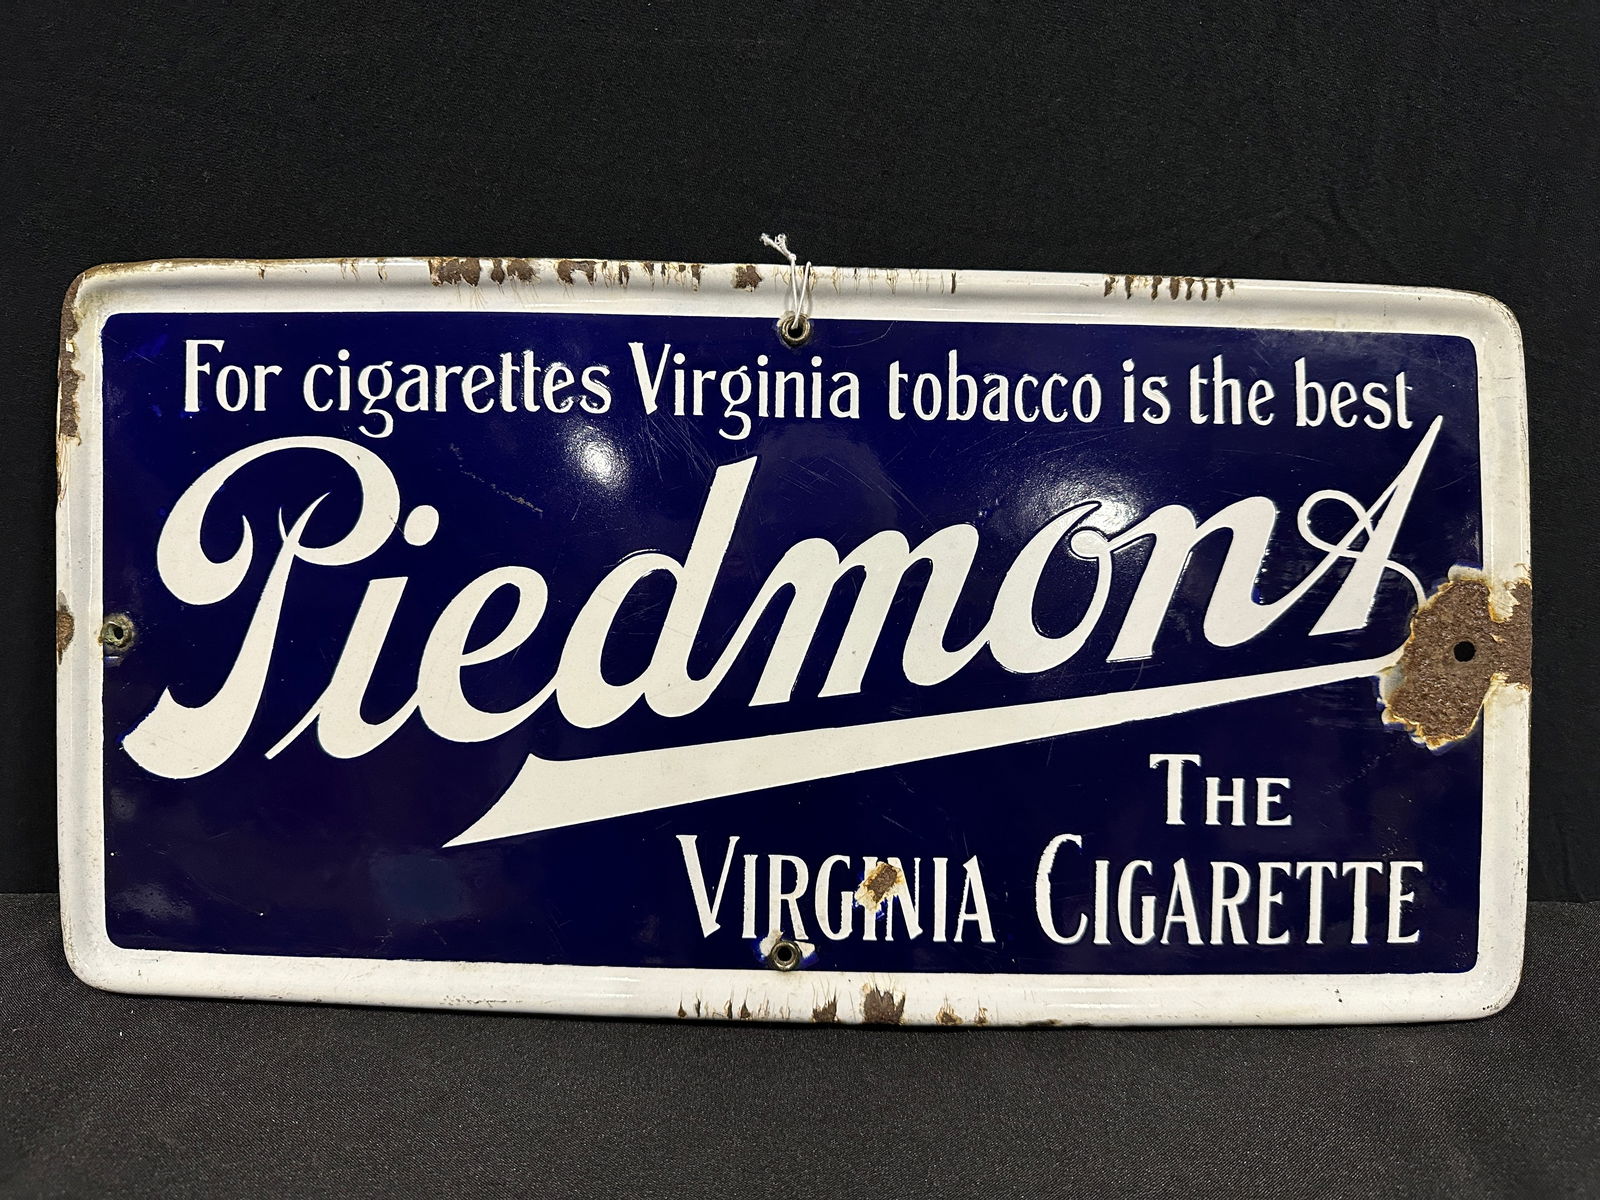 For cigarettes Virginia tobacco is the best
Piedmont
THE
VIRGINIA CIGARETTE